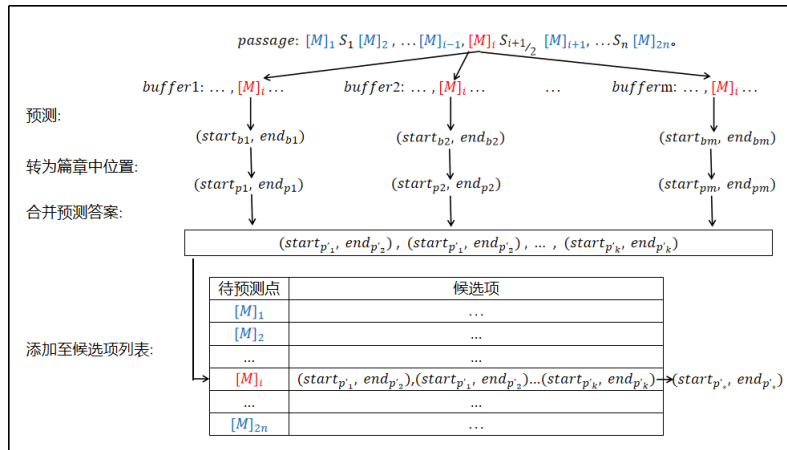 passage: [M]₁ S₁ [M]₂ , …[M]ᵢ₋₁, [M]ᵢ Sᵢ₊₁/₂ [M]ᵢ₊₁, …Sₙ [M]₂ₙ。
buffer1: … , [M]ᵢ … buffer2: … , [M]ᵢ … … bufferm: … , [M]ᵢ …
预测:
(start_b1, end_b1) (start_b2, end_b2) (start_bm, end_bm)
转为篇章中位置:
(start_p1, end_p1) (start_p2, end_p2) (start_pm, end_pm)
合并预测答案:
(start_p'₁, end_p'₂) , (start_p'₁, end_p'₂) , … , (start_p'ₖ, end_p'ₖ)
待预测点 候选项
[M]₁ …
[M]₂ …
… …
添加至候选项列表:
[M]ᵢ (start_p'₁, end_p'₂),(start_p'₁, end_p'₂)…(start_p'ₖ, end_p'ₖ) (start_p'*, end_p'*)
… …
[M]₂ₙ …